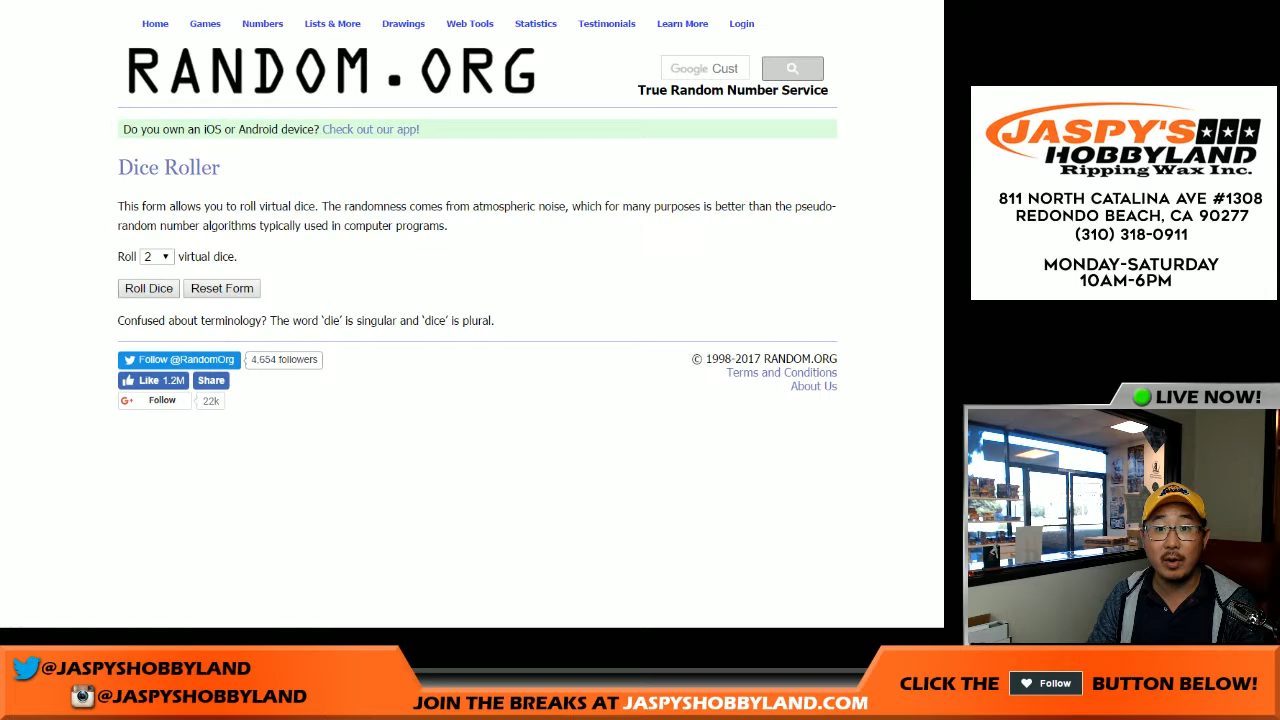 Home Games Numbers Lists & More Drawings Web Tools Statistics Testimonials Learn More Login
RANDOM.ORG
Google Cust
True Random Number Service
Do you own an iOS or Android device? Check out our app!
Dice Roller
This form allows you to roll virtual dice. The randomness comes from atmospheric noise, which for many purposes is better than the pseudo-
random number algorithms typically used in computer programs.
Roll 2 virtual dice.
Roll Dice Reset Form
Confused about terminology? The word ‘die’ is singular and ‘dice’ is plural.
Follow @RandomOrg 4,654 followers
Like 1.2M Share
G+ Follow 22k
© 1998-2017 RANDOM.ORG
Terms and Conditions
About Us
JASPY'S
HOBBYLAND
Ripping Wax Inc.
811 NORTH CATALINA AVE #1308
REDONDO BEACH, CA 90277
(310) 318-0911
MONDAY-SATURDAY
10AM-6PM
LIVE NOW!
@JASPYSHOBBYLAND
@JASPYSHOBBYLAND
JOIN THE BREAKS AT JASPYSHOBBYLAND.COM
CLICK THE Follow BUTTON BELOW!